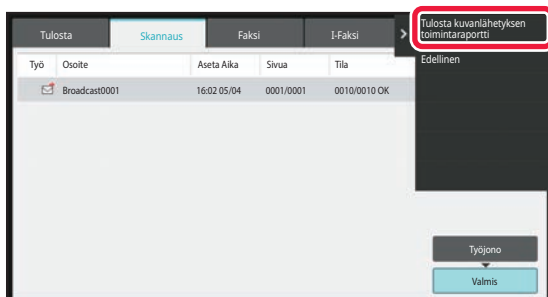 Tulosta
Skannaus
Faksi
I-Faksi
Tulosta kuvanlähetyksen
toimintaraportti
Edellinen
Työ Osoite Aseta Aika Sivua Tila
Broadcast0001 16:02 05/04 0001/0001 0010/0010 OK
Työjono
Valmis